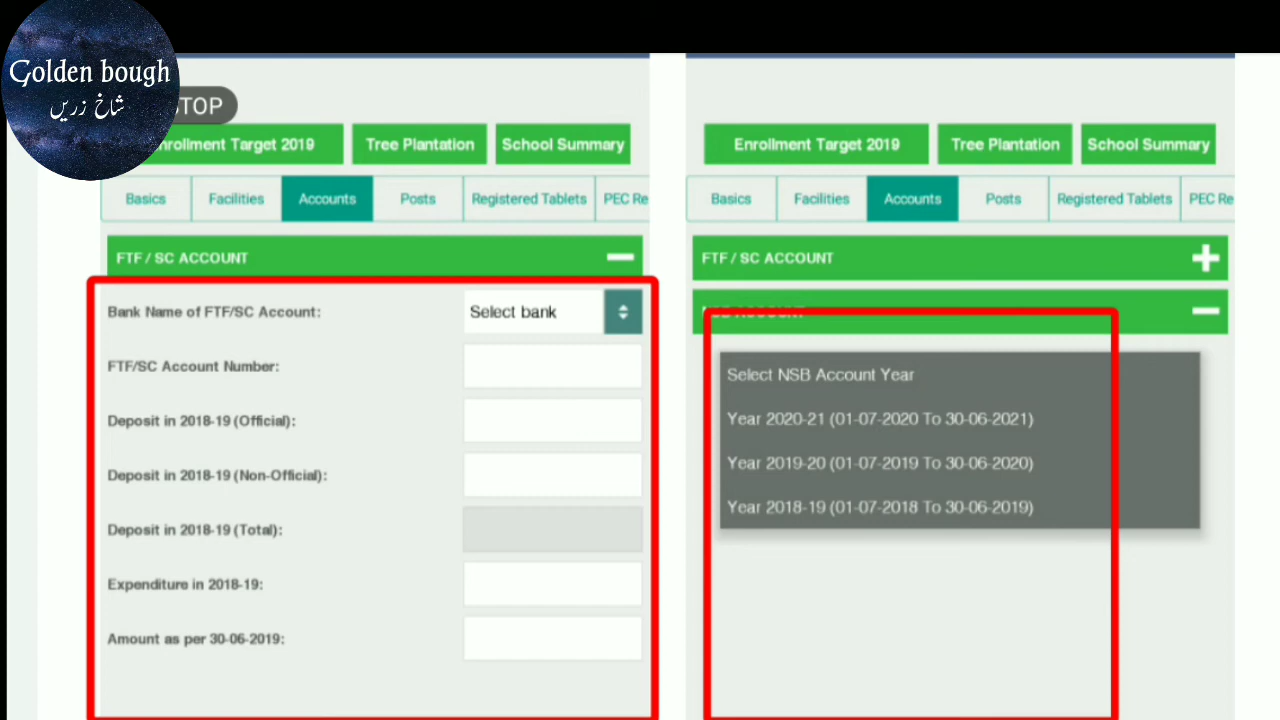 Golden bough
شاخ زریں
TOP
Enrollment Target 2019
Tree Plantation
School Summary
Basics
Facilities
Accounts
Posts
Registered Tablets
PEC Re
FTF / SC ACCOUNT
Bank Name of FTF/SC Account:
Select bank
FTF/SC Account Number:
Deposit in 2018-19 (Official):
Deposit in 2018-19 (Non-Official):
Deposit in 2018-19 (Total):
Expenditure in 2018-19:
Amount as per 30-06-2019:
Enrollment Target 2019
Tree Plantation
School Summary
Basics
Facilities
Accounts
Posts
Registered Tablets
PEC Re
FTF / SC ACCOUNT
NSB ACCOUNT
Select NSB Account Year
Year 2020-21 (01-07-2020 To 30-06-2021)
Year 2019-20 (01-07-2019 To 30-06-2020)
Year 2018-19 (01-07-2018 To 30-06-2019)